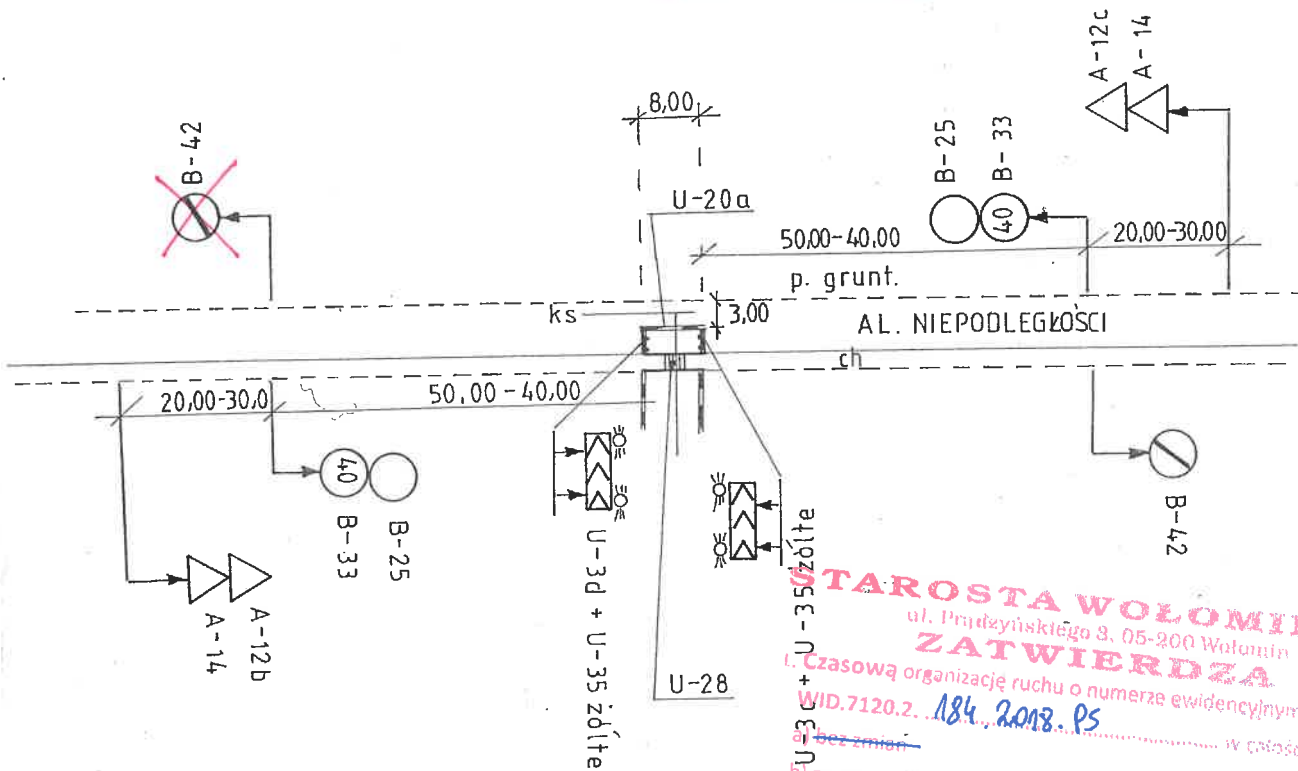 A-12c
A-14
8,00
B-42
B-25
B-33
40
U-20a
50,00-40,00
20,00-30,00
p. grunt.
ks
3,00
AL. NIEPODLEGŁOŚCI
ch
20,00-30,0
50,00-40,00
40
B-33
B-25
B-42
U-3d + U-35 żółte
U-3c + U-35 żółte
A-14
A-12b
U-28
STAROSTA WOŁOMI
ul. Prądzyńskiego 3, 05-200 Wołomin
ZATWIERDZA
Czasową organizację ruchu o numerze ewidencyjnym
WID.7120.2. 184.2018.PS w całoś
a) bez zmian